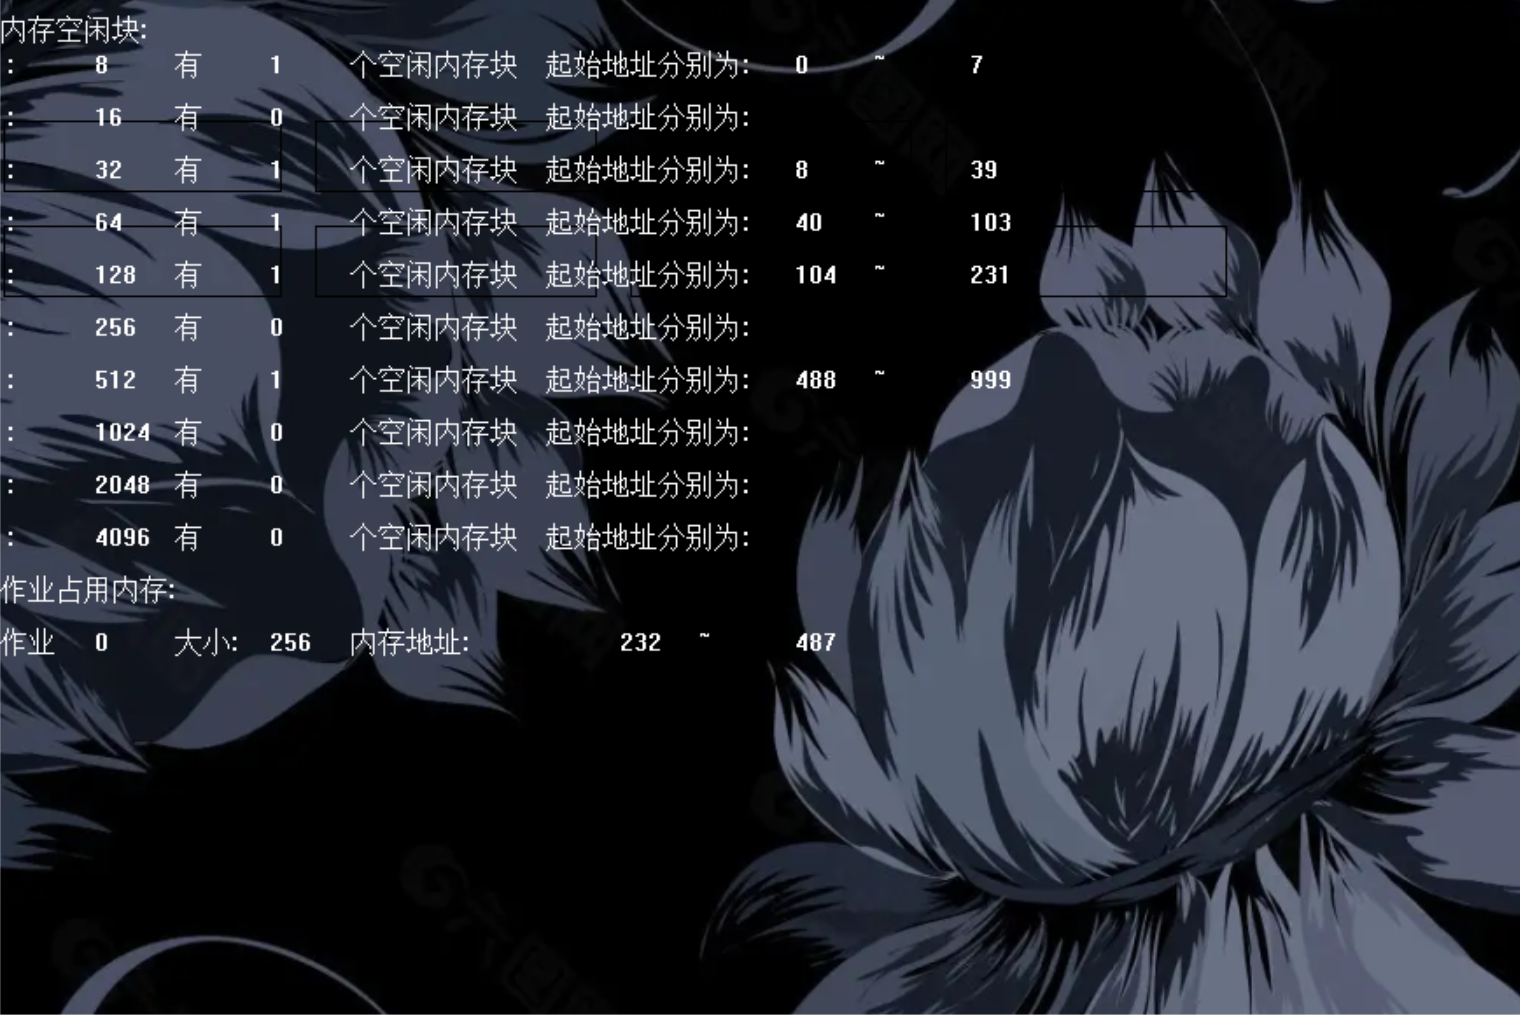 内存空闲块:
: 8 有 1 个空闲内存块 起始地址分别为: 0 ~ 7
: 16 有 0 个空闲内存块 起始地址分别为:
: 32 有 1 个空闲内存块 起始地址分别为: 8 ~ 39
: 64 有 1 个空闲内存块 起始地址分别为: 40 ~ 103
: 128 有 1 个空闲内存块 起始地址分别为: 104 ~ 231
: 256 有 0 个空闲内存块 起始地址分别为:
: 512 有 1 个空闲内存块 起始地址分别为: 488 ~ 999
: 1024 有 0 个空闲内存块 起始地址分别为:
: 2048 有 0 个空闲内存块 起始地址分别为:
: 4096 有 0 个空闲内存块 起始地址分别为:
作业占用内存:
作业 0 大小: 256 内存地址: 232 ~ 487